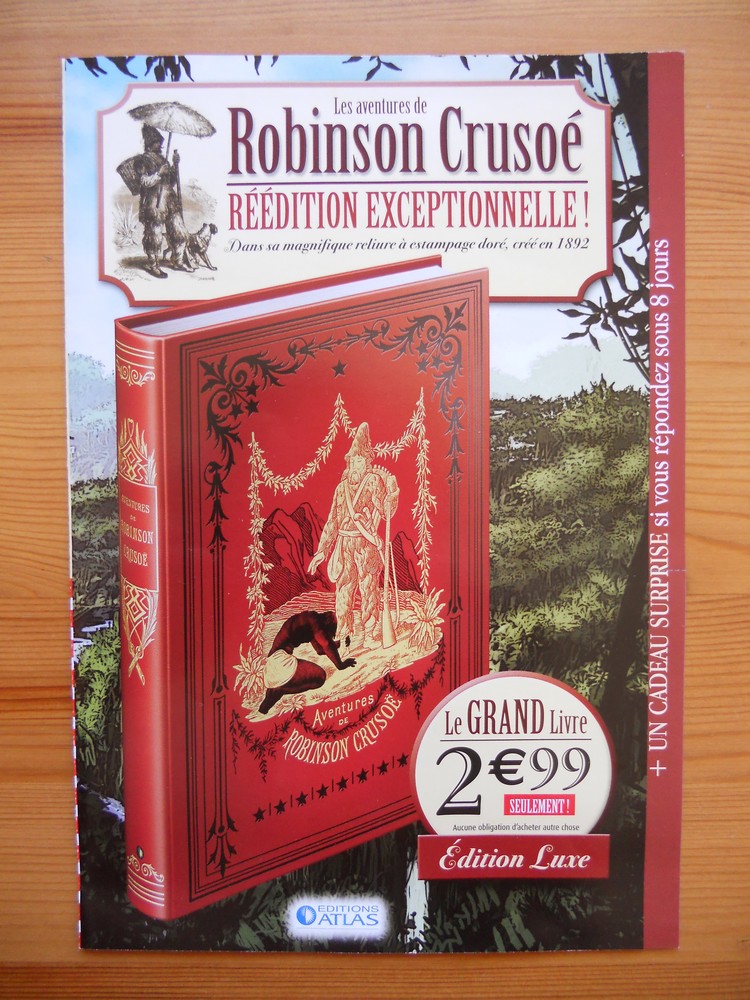 Les aventures de
Robinson Crusoé
RÉÉDITION EXCEPTIONNELLE !
Dans sa magnifique reliure à estampage doré, créé en 1892
AVENTURES
DE
ROBINSON
CRUSOË
Aventures
DE
ROBINSON CRUSOË
Le GRAND Livre
2€99
SEULEMENT !
Aucune obligation d'acheter autre chose
Édition Luxe
EDITIONS
ATLAS
+ UN CADEAU SURPRISE si vous répondez sous 8 jours